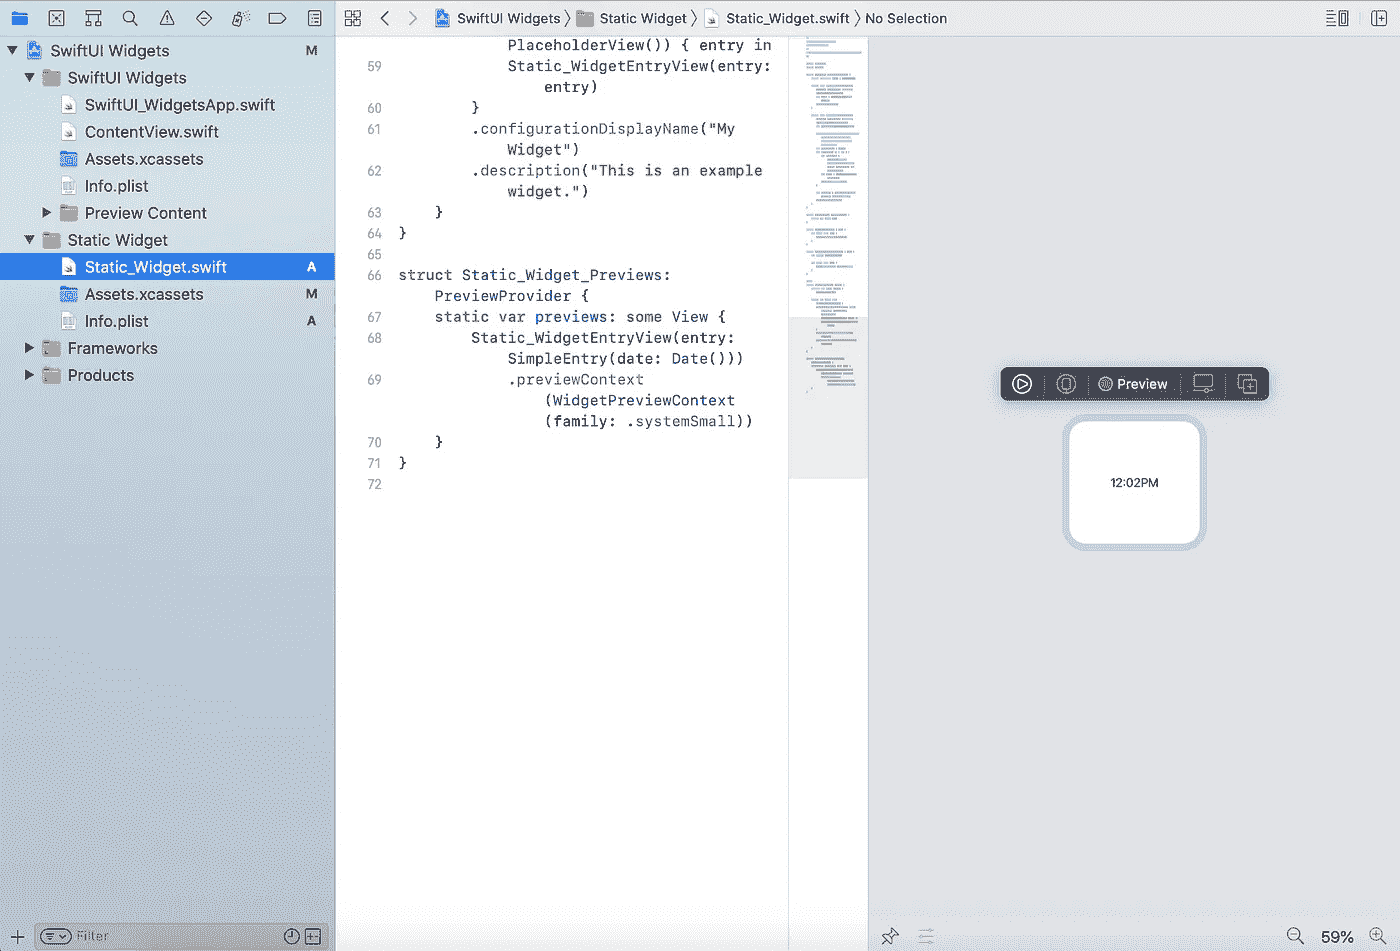 SwiftUI Widgets 〉 Static Widget 〉 Static_Widget.swift 〉 No Selection
SwiftUI Widgets M
SwiftUI Widgets
SwiftUI_WidgetsApp.swift
ContentView.swift
Assets.xcassets
Info.plist
Preview Content
Static Widget
Static_Widget.swift A
Assets.xcassets M
Info.plist A
Frameworks
Products
Filter
PlaceholderView()) { entry in
59 Static_WidgetEntryView(entry:
entry)
60 }
61 .configurationDisplayName("My
Widget")
62 .description("This is an example
widget.")
63 }
64 }
65
66 struct Static_Widget_Previews:
PreviewProvider {
67 static var previews: some View {
68 Static_WidgetEntryView(entry:
SimpleEntry(date: Date()))
69 .previewContext
(WidgetPreviewContext
(family: .systemSmall))
70 }
71 }
72
Preview
12:02PM
59%